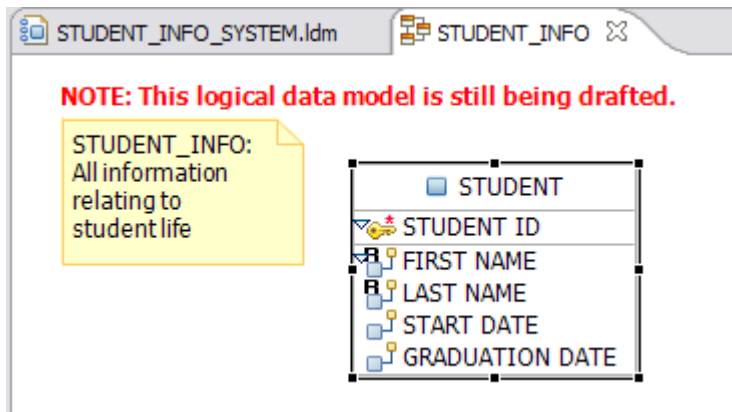 STUDENT_INFO_SYSTEM.ldm
STUDENT_INFO
NOTE: This logical data model is still being drafted.
STUDENT_INFO:
All information
relating to
student life
STUDENT
STUDENT ID
FIRST NAME
LAST NAME
START DATE
GRADUATION DATE